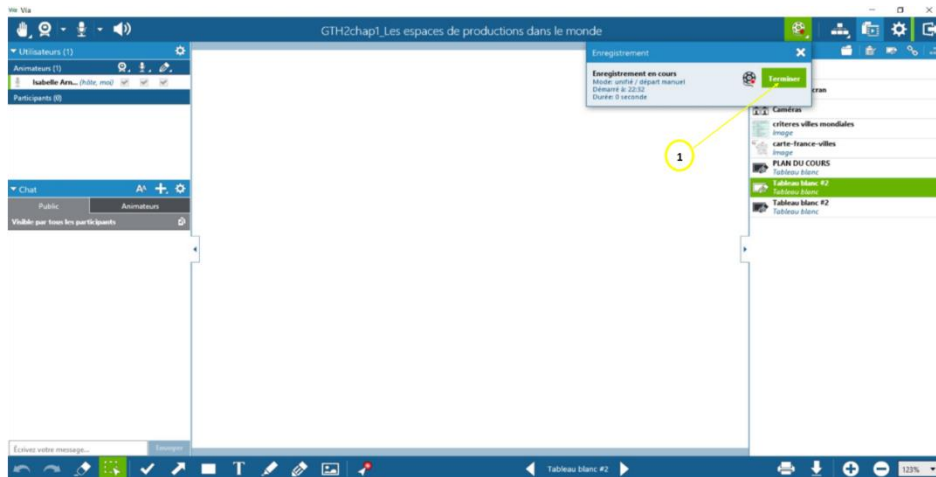 Via Via
GTH2chap1_Les espaces de productions dans le monde
Utilisateurs (1)
Animateurs (1)
Isabelle Arn... (hôte, moi)
Participants (0)
Chat
Public
Animateurs
Visible par tous les participants
Écrivez votre message...
Envoyer
Enregistrement
Enregistrement en cours
Mode: unifié / départ manuel
Démarré à: 22:32
Durée: 0 seconde
Terminer
1
cran
Caméras
criteres villes mondiales
Image
carte-france-villes
Image
PLAN DU COURS
Tableau blanc
Tableau blanc #2
Tableau blanc
Tableau blanc #2
Tableau blanc
T
Tableau blanc #2
123%